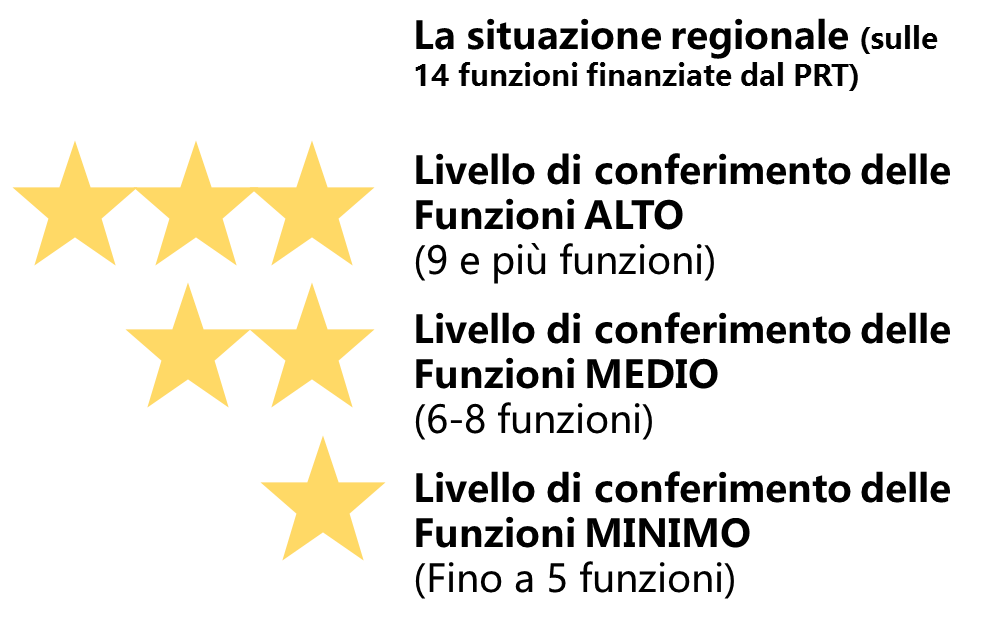 La situazione regionale (sulle
14 funzioni finanziate dal PRT)
Livello di conferimento delle
Funzioni ALTO
(9 e più funzioni)
Livello di conferimento delle
Funzioni MEDIO
(6-8 funzioni)
Livello di conferimento delle
Funzioni MINIMO
(Fino a 5 funzioni)